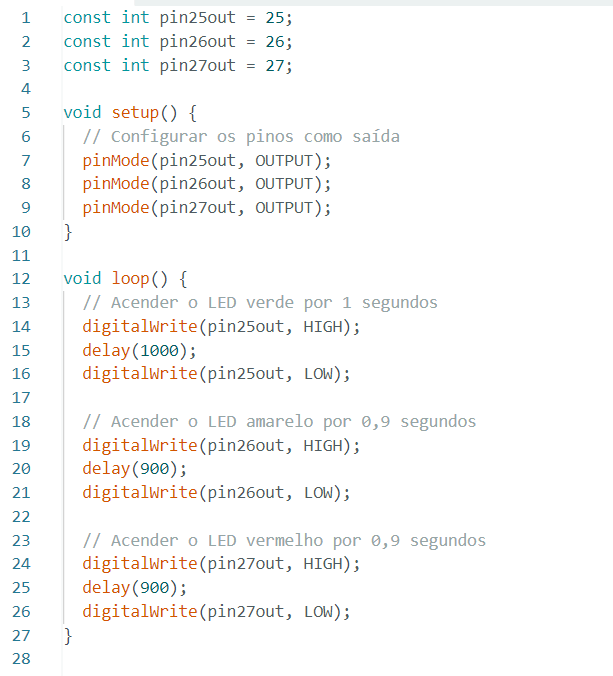 1 const int pin25out = 25;
2 const int pin26out = 26;
3 const int pin27out = 27;
4
5 void setup() {
6   // Configurar os pinos como saída
7   pinMode(pin25out, OUTPUT);
8   pinMode(pin26out, OUTPUT);
9   pinMode(pin27out, OUTPUT);
10 }
11
12 void loop() {
13   // Acender o LED verde por 1 segundos
14   digitalWrite(pin25out, HIGH);
15   delay(1000);
16   digitalWrite(pin25out, LOW);
17
18   // Acender o LED amarelo por 0,9 segundos
19   digitalWrite(pin26out, HIGH);
20   delay(900);
21   digitalWrite(pin26out, LOW);
22
23   // Acender o LED vermelho por 0,9 segundos
24   digitalWrite(pin27out, HIGH);
25   delay(900);
26   digitalWrite(pin27out, LOW);
27 }
28